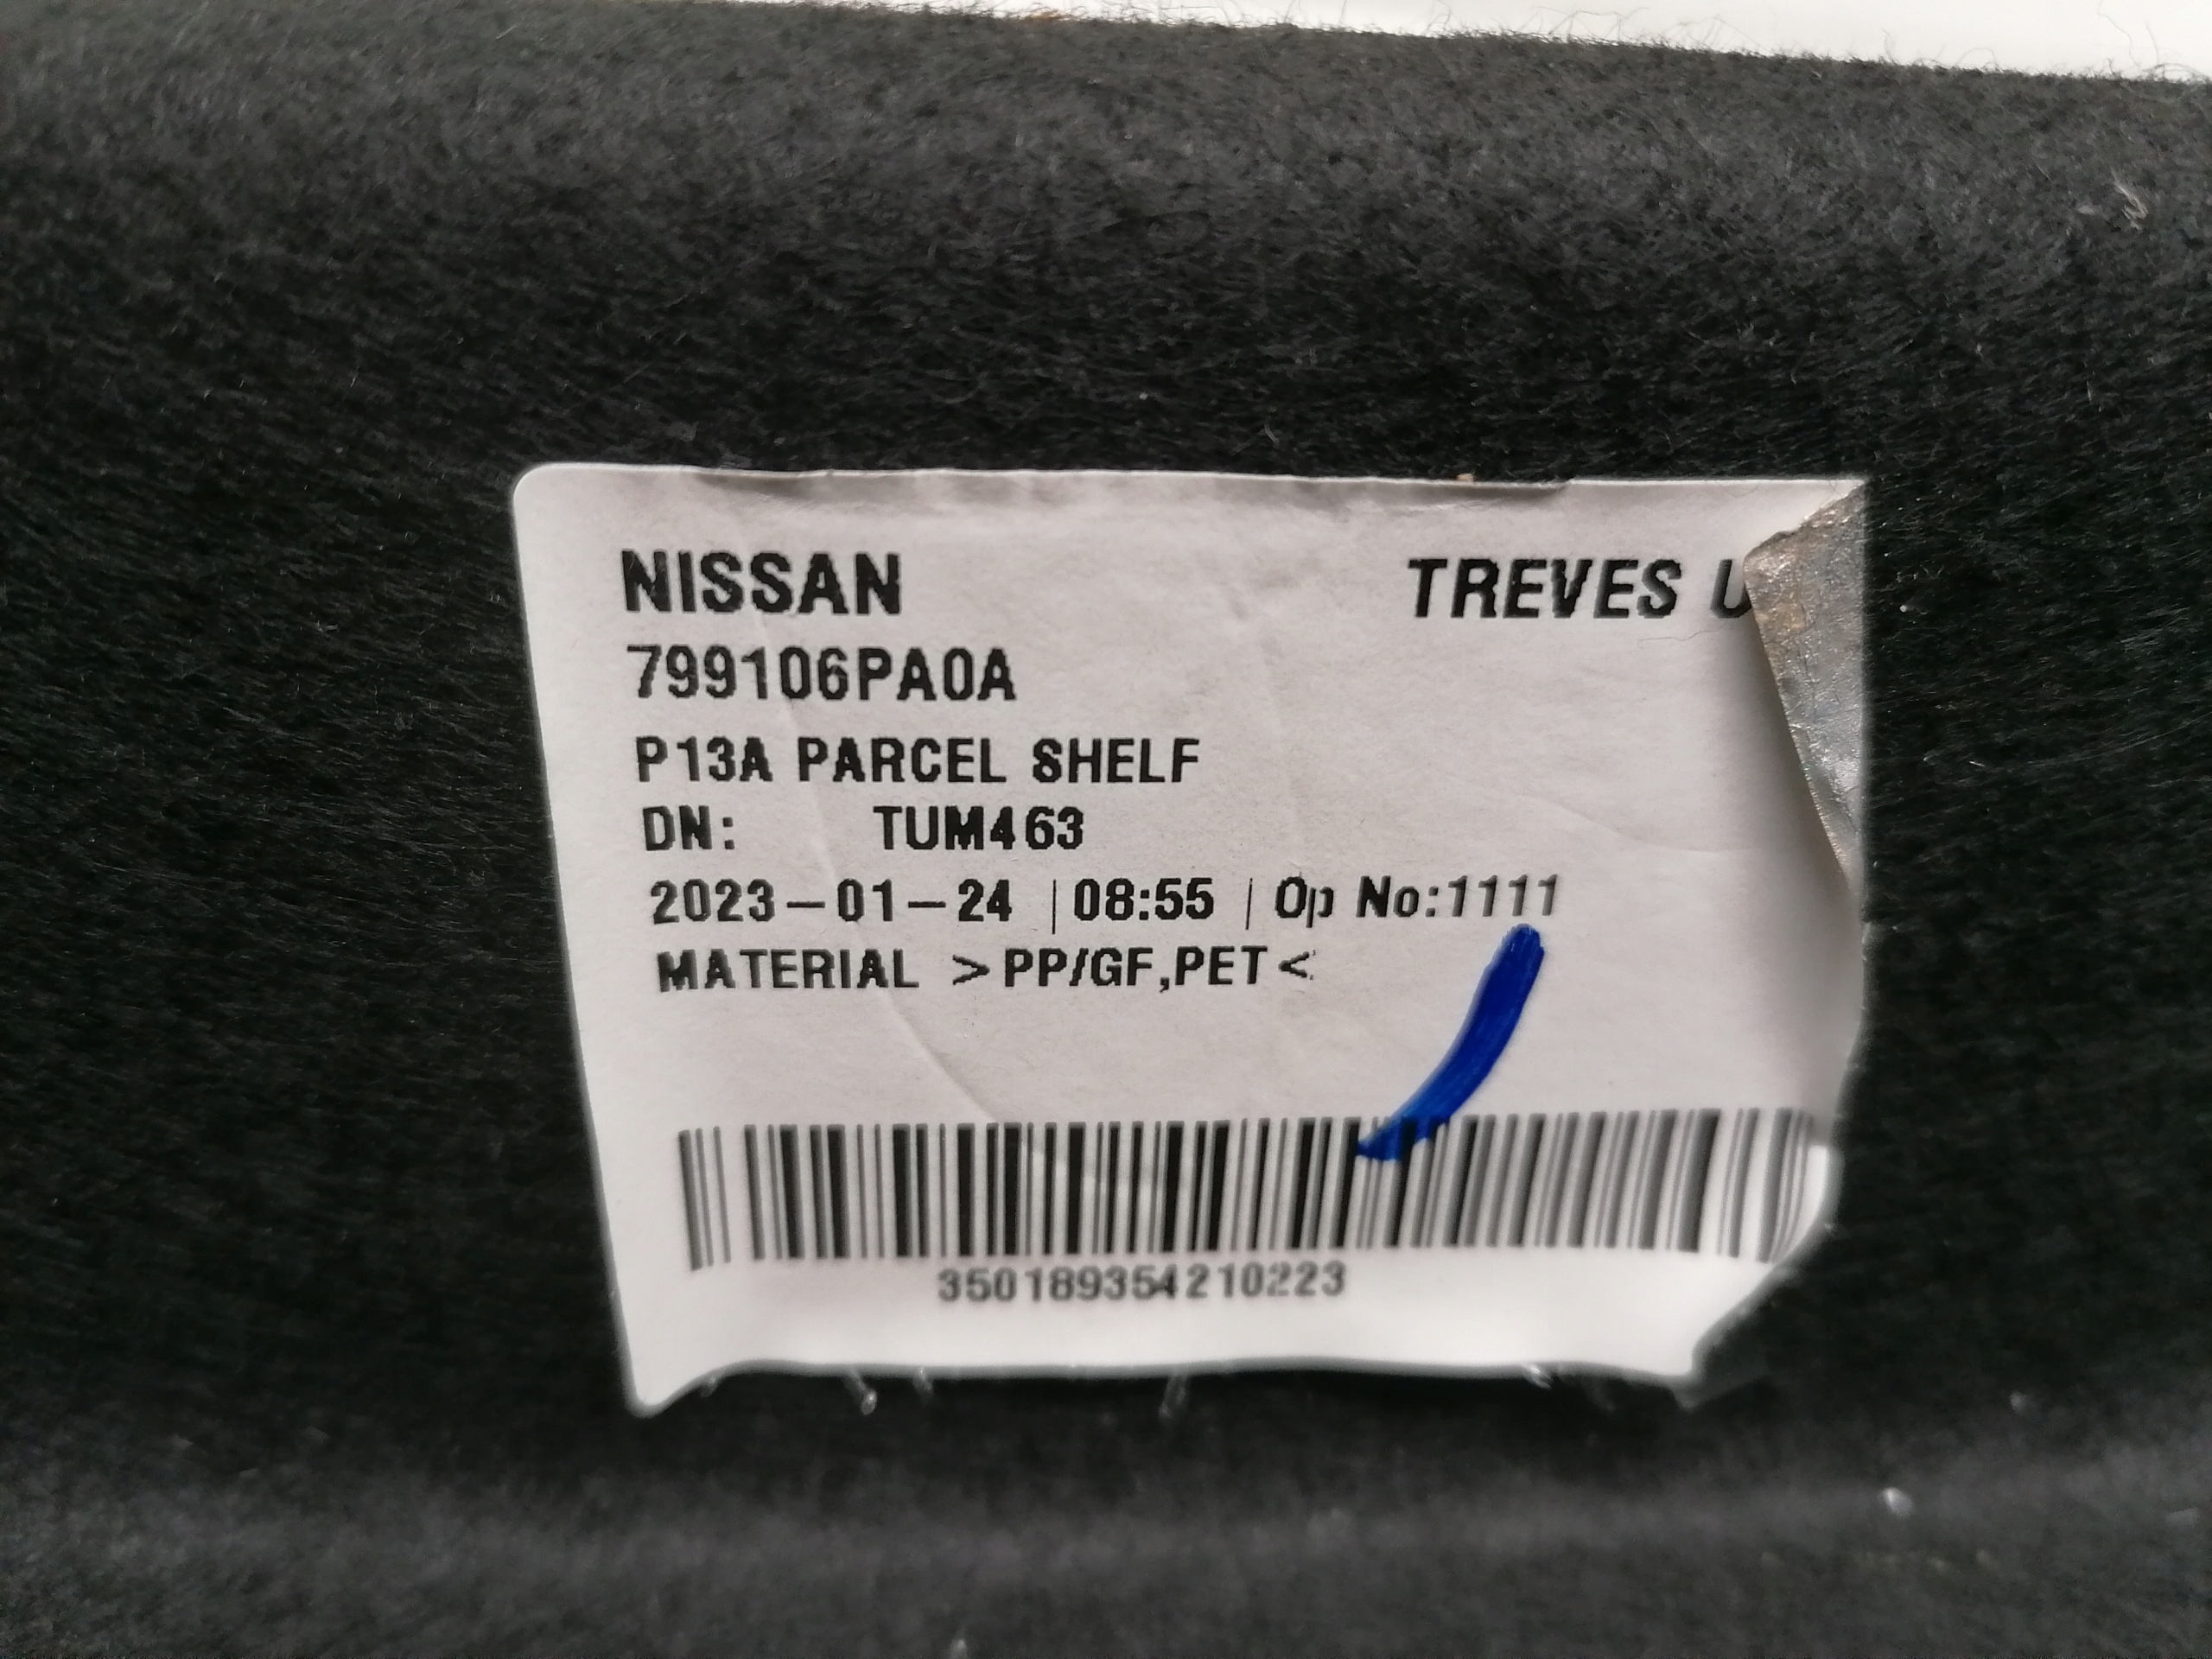 NISSAN TREVES U
799106PA0A
P13A PARCEL SHELF
DN: TUM463
2023-01-24 |08:55 | Op No:1111
MATERIAL >PP/GF,PET<
350189354210223